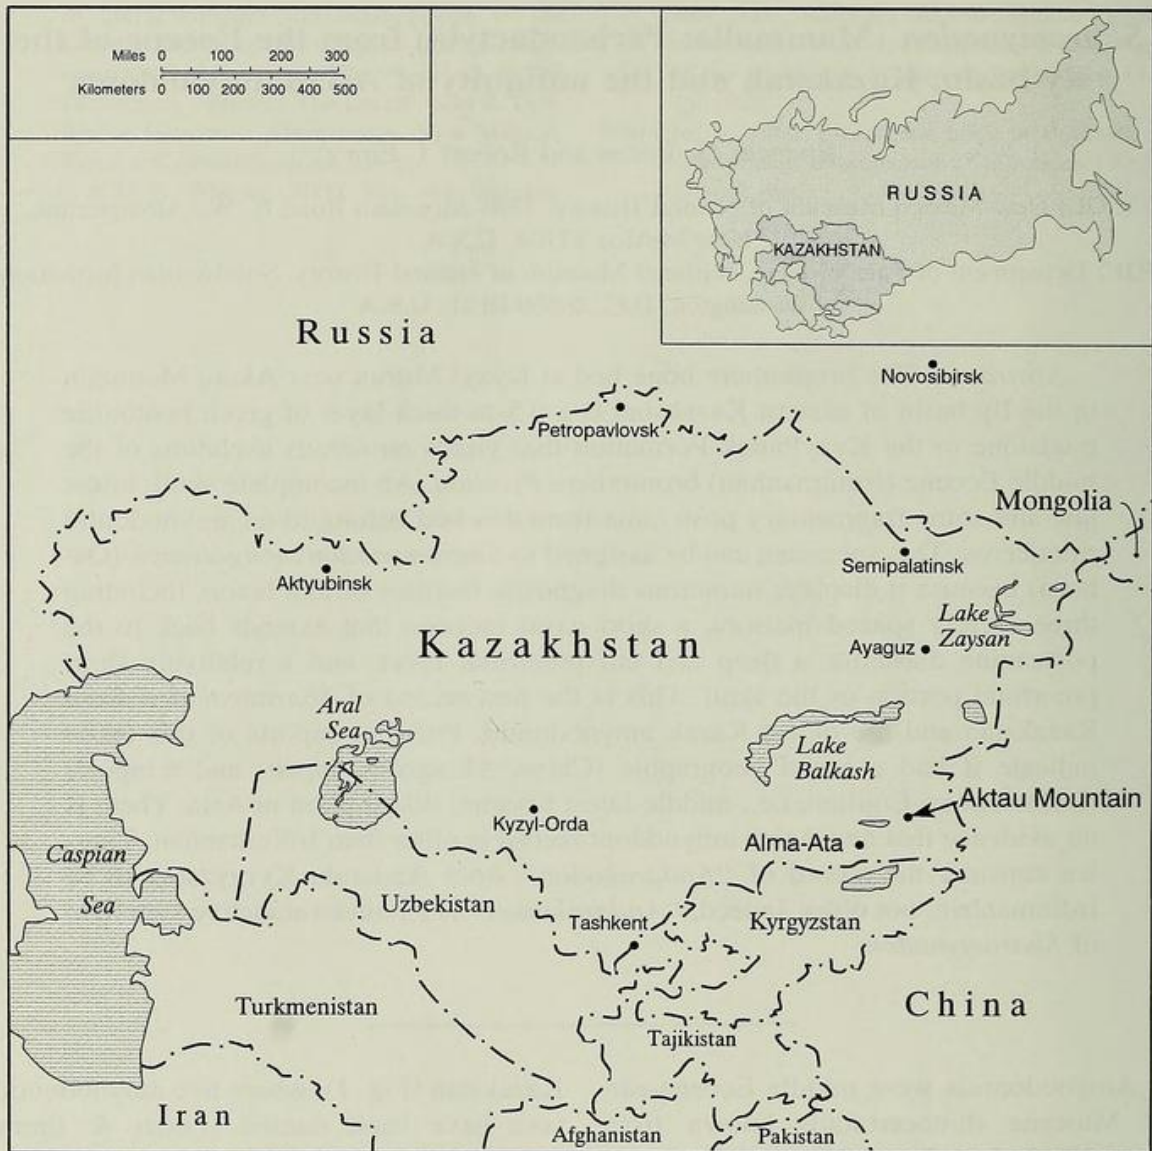 Miles 0 100 200 300
Kilometers 0 100 200 300 400 500
RUSSIA
KAZAKHSTAN
Russia
Novosibirsk
Petropavlovsk
Mongolia
Semipalatinsk
Aktyubinsk
Lake
Zaysan
Kazakhstan
Ayaguz
Aral
Sea
Lake
Balkash
Aktau Mountain
Kyzyl-Orda
Alma-Ata
Caspian
Sea
Uzbekistan
Tashkent
Kyrgyzstan
Turkmenistan
China
Tajikistan
Iran
Afghanistan
Pakistan